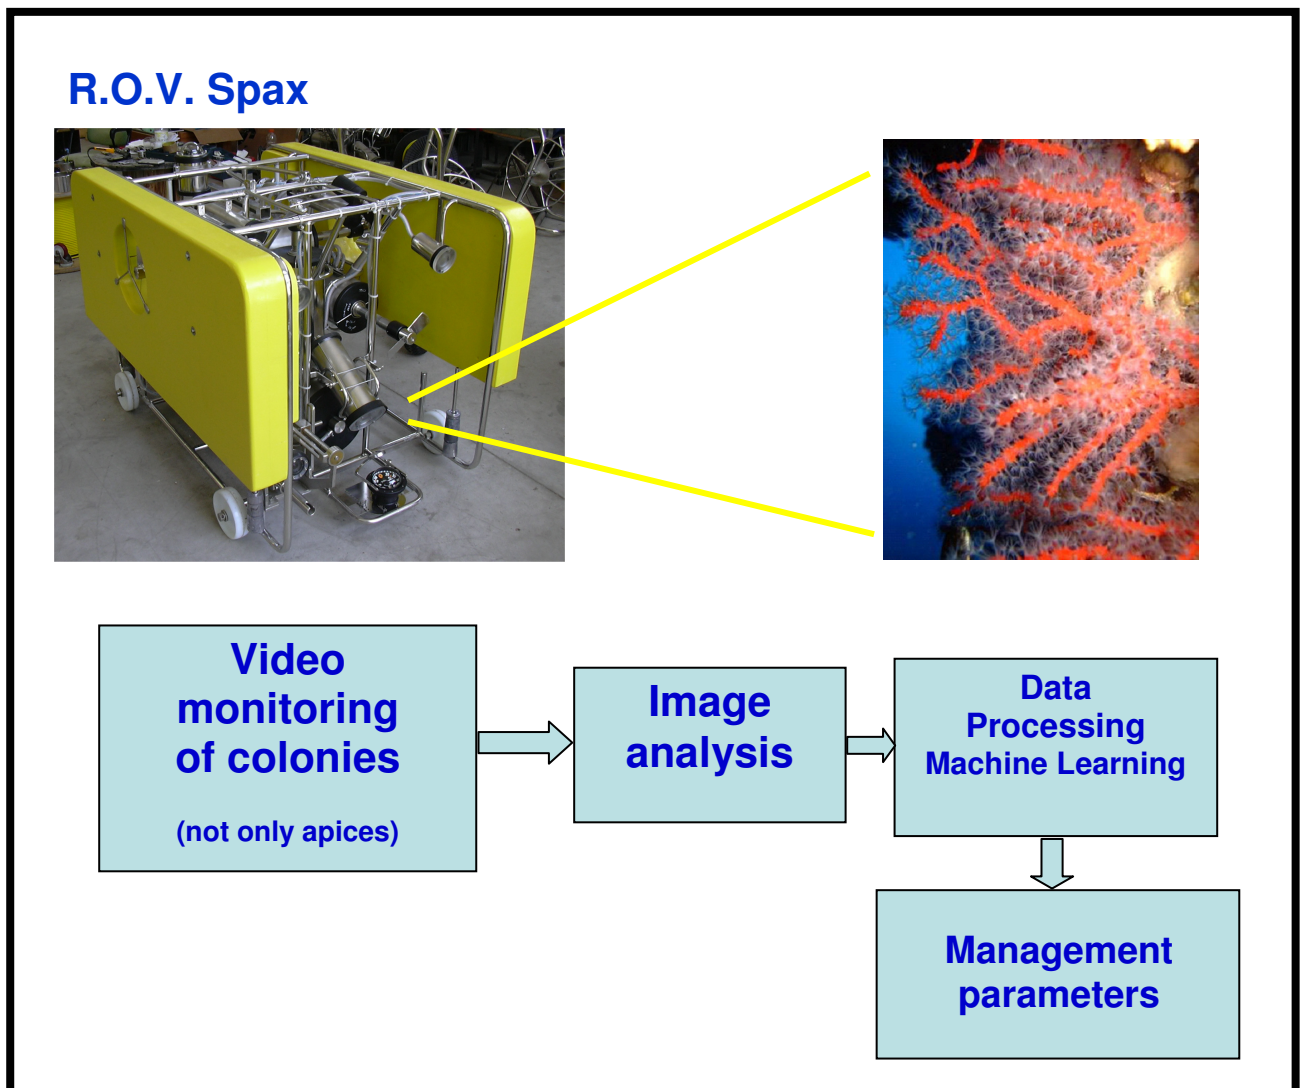 R.O.V. Spax
Video
monitoring
of colonies
(not only apices)
Image
analysis
Data
Processing
Machine Learning
Management
parameters